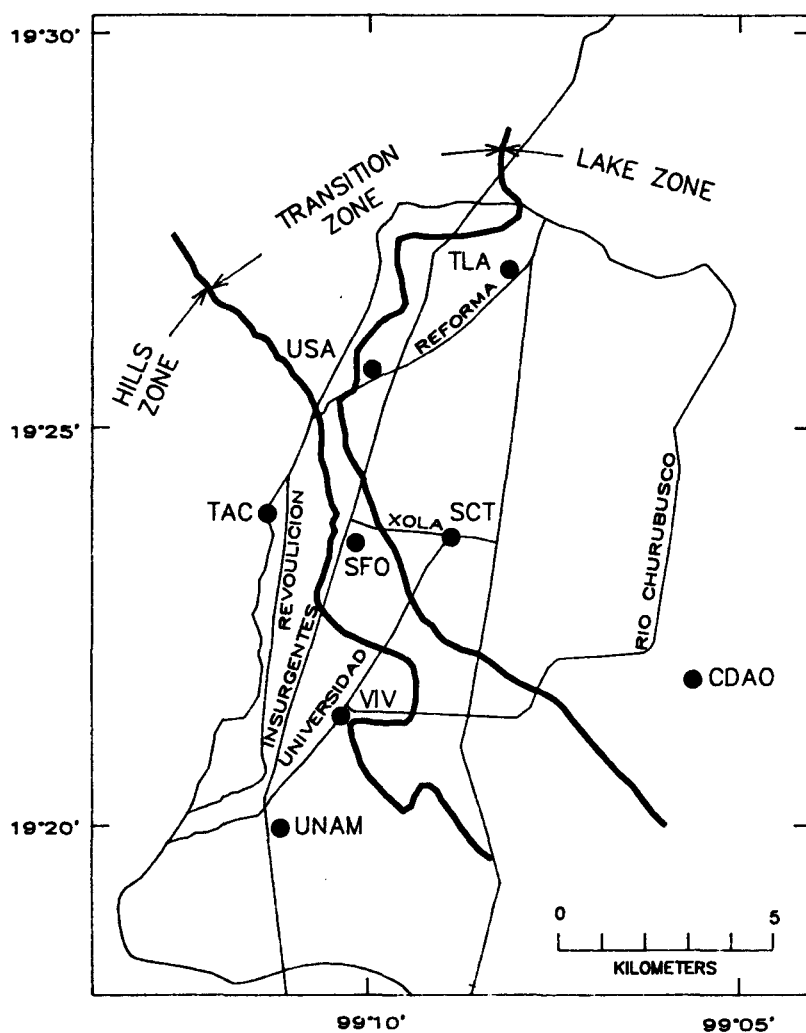 19°30'
TRANSITION
ZONE
LAKE ZONE
HILLS
ZONE
TLA
REFORMA
USA
19°25'
TAC
REVOULICION
XOLA
SCT
SFO
INSURGENTES
UNIVERSIDAD
VIV
RIO CHURUBUSCO
CDAO
19°20'
UNAM
0 5
KILOMETERS
99°10' 99°05'